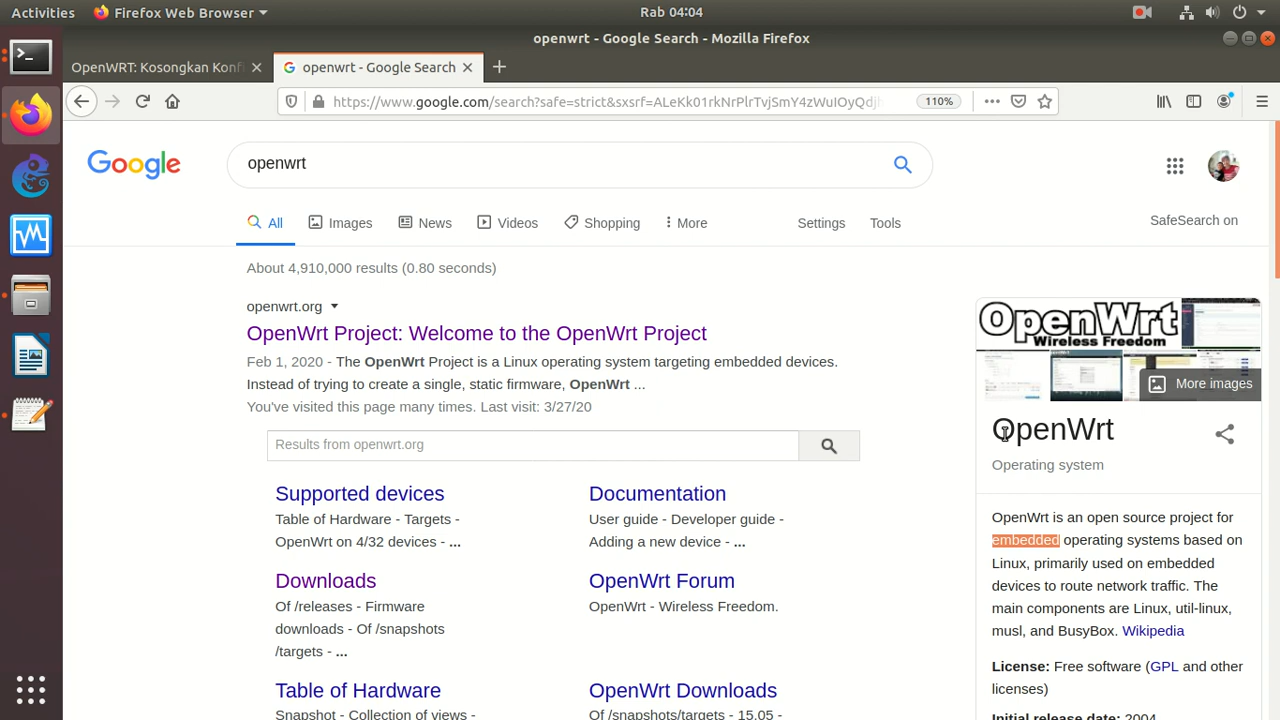 Activities
Firefox Web Browser
Rab 04:04
openwrt - Google Search - Mozilla Firefox
OpenWRT: Kosongkan Konf
openwrt - Google Search
https://www.google.com/search?safe=strict&sxsrf=ALeKk01rkNrPlrTvjSmY4zWuIOyQdj
110%
Google
openwrt
All
Images
News
Videos
Shopping
More
Settings
Tools
SafeSearch on
About 4,910,000 results (0.80 seconds)
openwrt.org
OpenWrt Project: Welcome to the OpenWrt Project
Feb 1, 2020 - The OpenWrt Project is a Linux operating system targeting embedded devices.
Instead of trying to create a single, static firmware, OpenWrt ...
You've visited this page many times. Last visit: 3/27/20
Results from openwrt.org
Supported devices
Table of Hardware - Targets -
OpenWrt on 4/32 devices - ...
Documentation
User guide - Developer guide -
Adding a new device - ...
Downloads
Of /releases - Firmware
downloads - Of /snapshots
/targets - ...
OpenWrt Forum
OpenWrt - Wireless Freedom.
Table of Hardware
Snapshot - Collection of views -
OpenWrt Downloads
Of /snapshots/targets - 15.05 -
OpenWrt
Wireless Freedom
More images
OpenWrt
Operating system
OpenWrt is an open source project for
embedded operating systems based on
Linux, primarily used on embedded
devices to route network traffic. The
main components are Linux, util-linux,
musl, and BusyBox. Wikipedia
License: Free software (GPL and other
licenses)
Initial release date: 2004